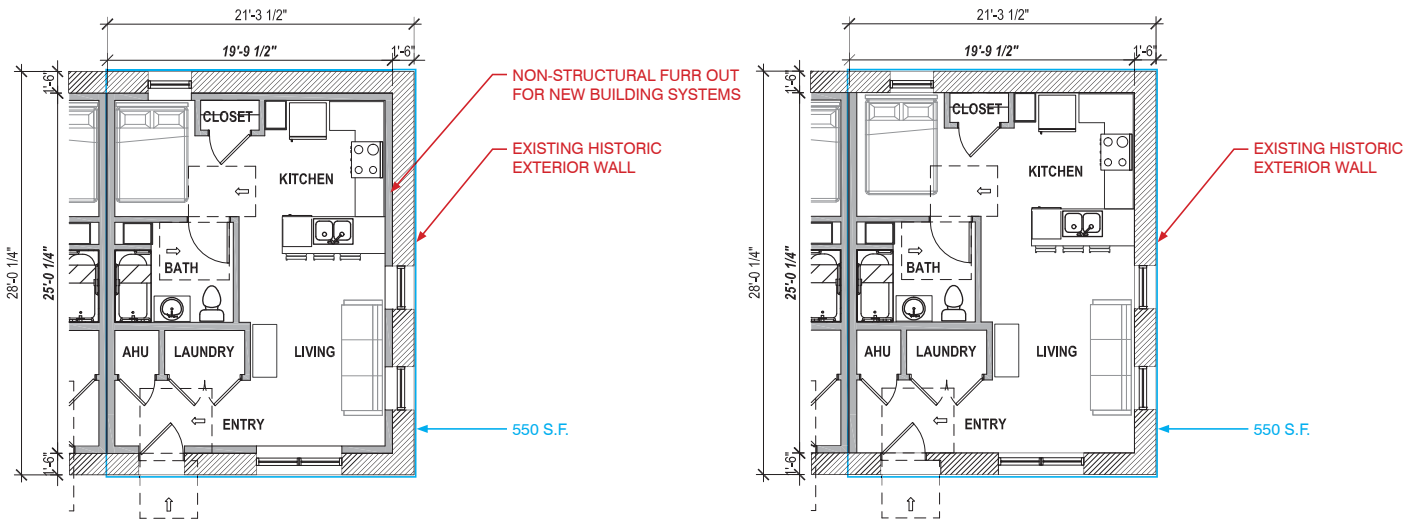 21'-3 1/2"
19'-9 1/2"
1'-6"
1'-6"
28'-0 1/4"
25'-0 1/4"
1'-6"
CLOSET
KITCHEN
BATH
AHU
LAUNDRY
LIVING
ENTRY
NON-STRUCTURAL FURR OUT
FOR NEW BUILDING SYSTEMS
EXISTING HISTORIC
EXTERIOR WALL
550 S.F.
21'-3 1/2"
19'-9 1/2"
1'-6"
1'-6"
28'-0 1/4"
25'-0 1/4"
1'-6"
CLOSET
KITCHEN
BATH
AHU
LAUNDRY
LIVING
ENTRY
EXISTING HISTORIC
EXTERIOR WALL
550 S.F.